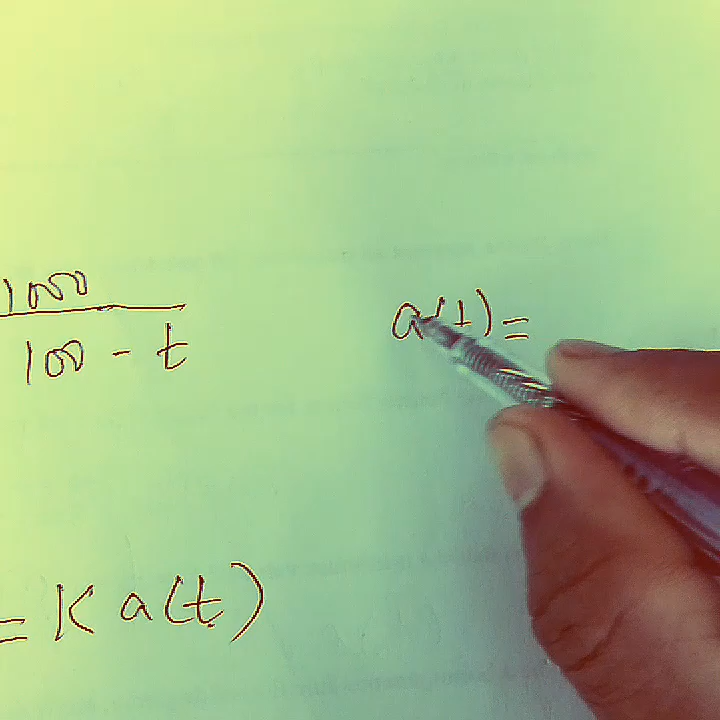 1000
100 - t
a(t) =
= K a(t)